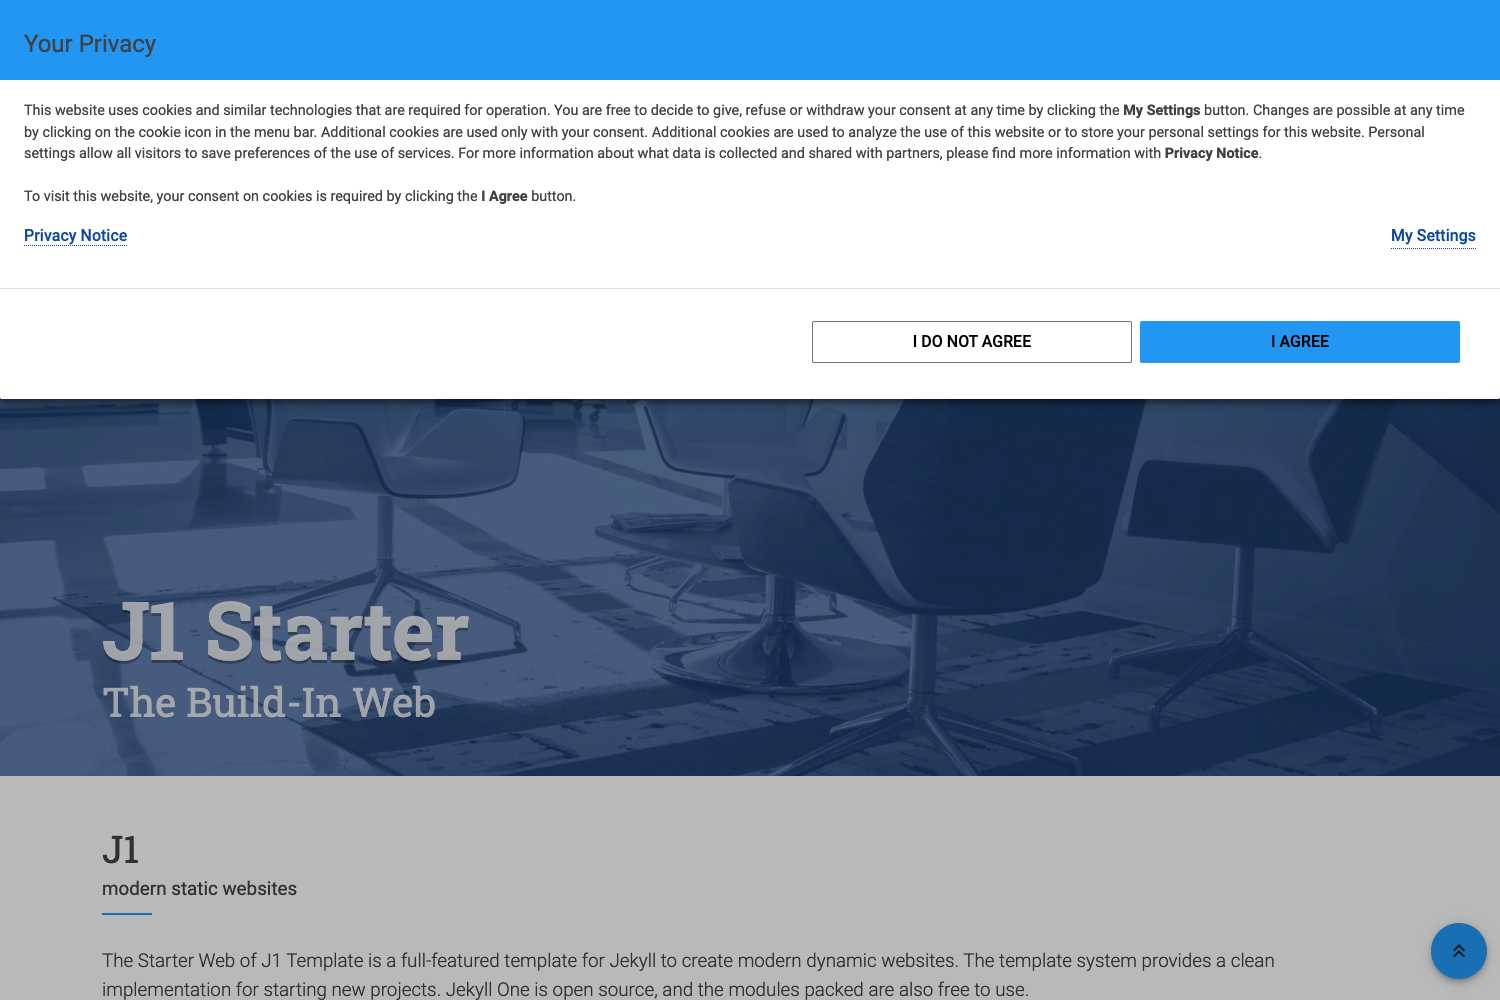 Your Privacy
This website uses cookies and similar technologies that are required for operation. You are free to decide to give, refuse or withdraw your consent at any time by clicking the My Settings button. Changes are possible at any time
by clicking on the cookie icon in the menu bar. Additional cookies are used only with your consent. Additional cookies are used to analyze the use of this website or to store your personal settings for this website. Personal
settings allow all visitors to save preferences of the use of services. For more information about what data is collected and shared with partners, please find more information with Privacy Notice.
To visit this website, your consent on cookies is required by clicking the I Agree button.
Privacy Notice
My Settings
I DO NOT AGREE
I AGREE
J1 Starter
The Build-In Web
J1
modern static websites
The Starter Web of J1 Template is a full-featured template for Jekyll to create modern dynamic websites. The template system provides a clean
implementation for starting new projects. Jekyll One is open source, and the modules packed are also free to use.